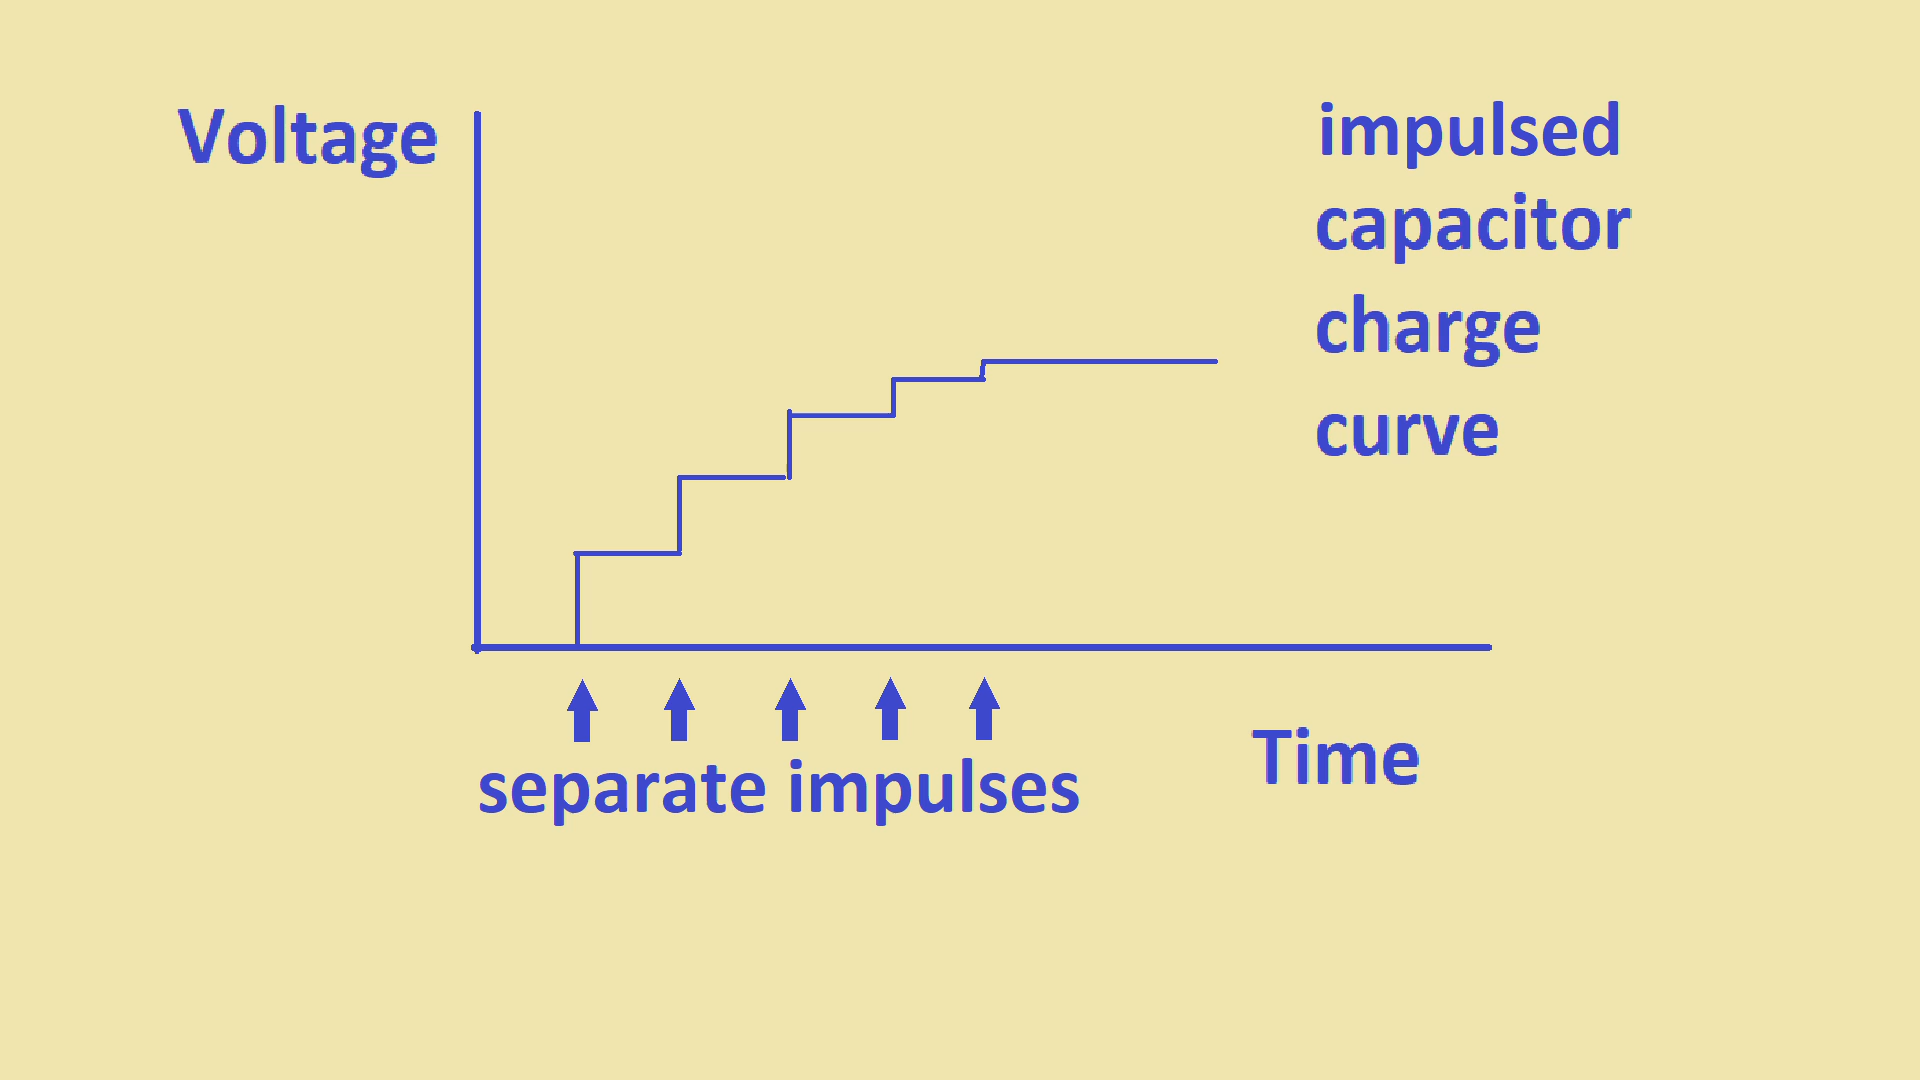 Voltage
impulsed
capacitor
charge
curve
separate impulses
Time